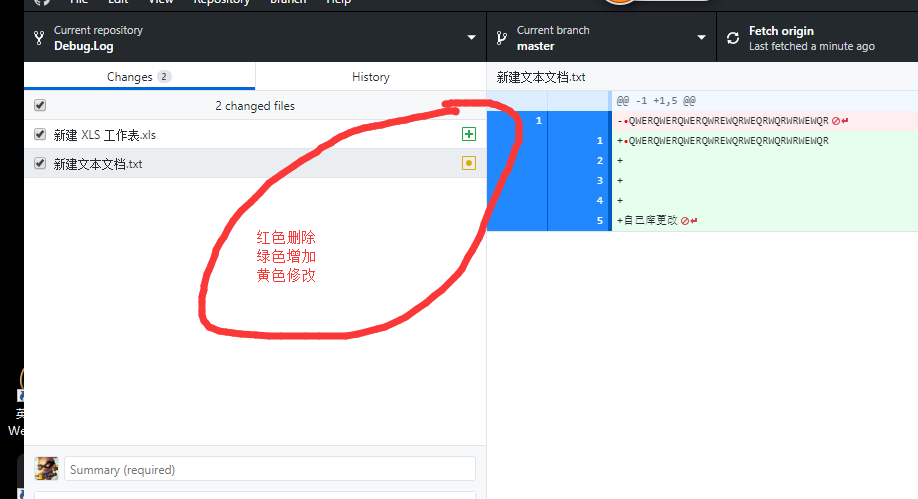 File Edit View Repository Branch Help
Current repository
Debug.Log
Current branch
master
Fetch origin
Last fetched a minute ago
Changes 2
History
新建文本文档.txt
2 changed files
新建 XLS 工作表.xls
新建文本文档.txt
@@ -1 +1,5 @@
1 -QWERQWERQWERQWREWQRWEQRWQRWRWEWQR
1 +QWERQWERQWERQWREWQRWEQRWQRWRWEWQR
2 +
3 +
4 +
5 +自己库更改
红色删除
绿色增加
黄色修改
英
We
Summary (required)